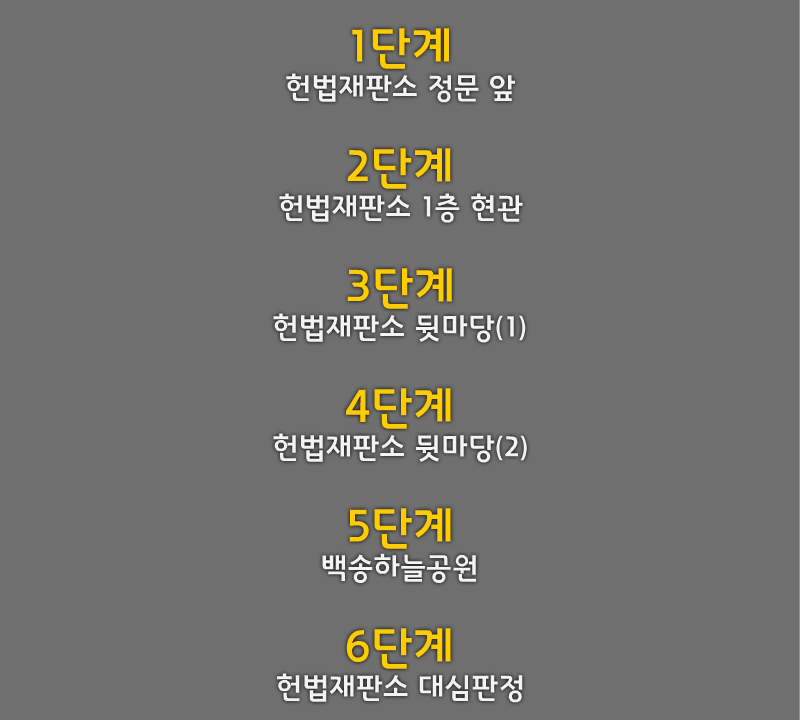 1단계
헌법재판소 정문 앞
2단계
헌법재판소 1층 현관
3단계
헌법재판소 뒷마당(1)
4단계
헌법재판소 뒷마당(2)
5단계
백송하늘공원
6단계
헌법재판소 대심판정